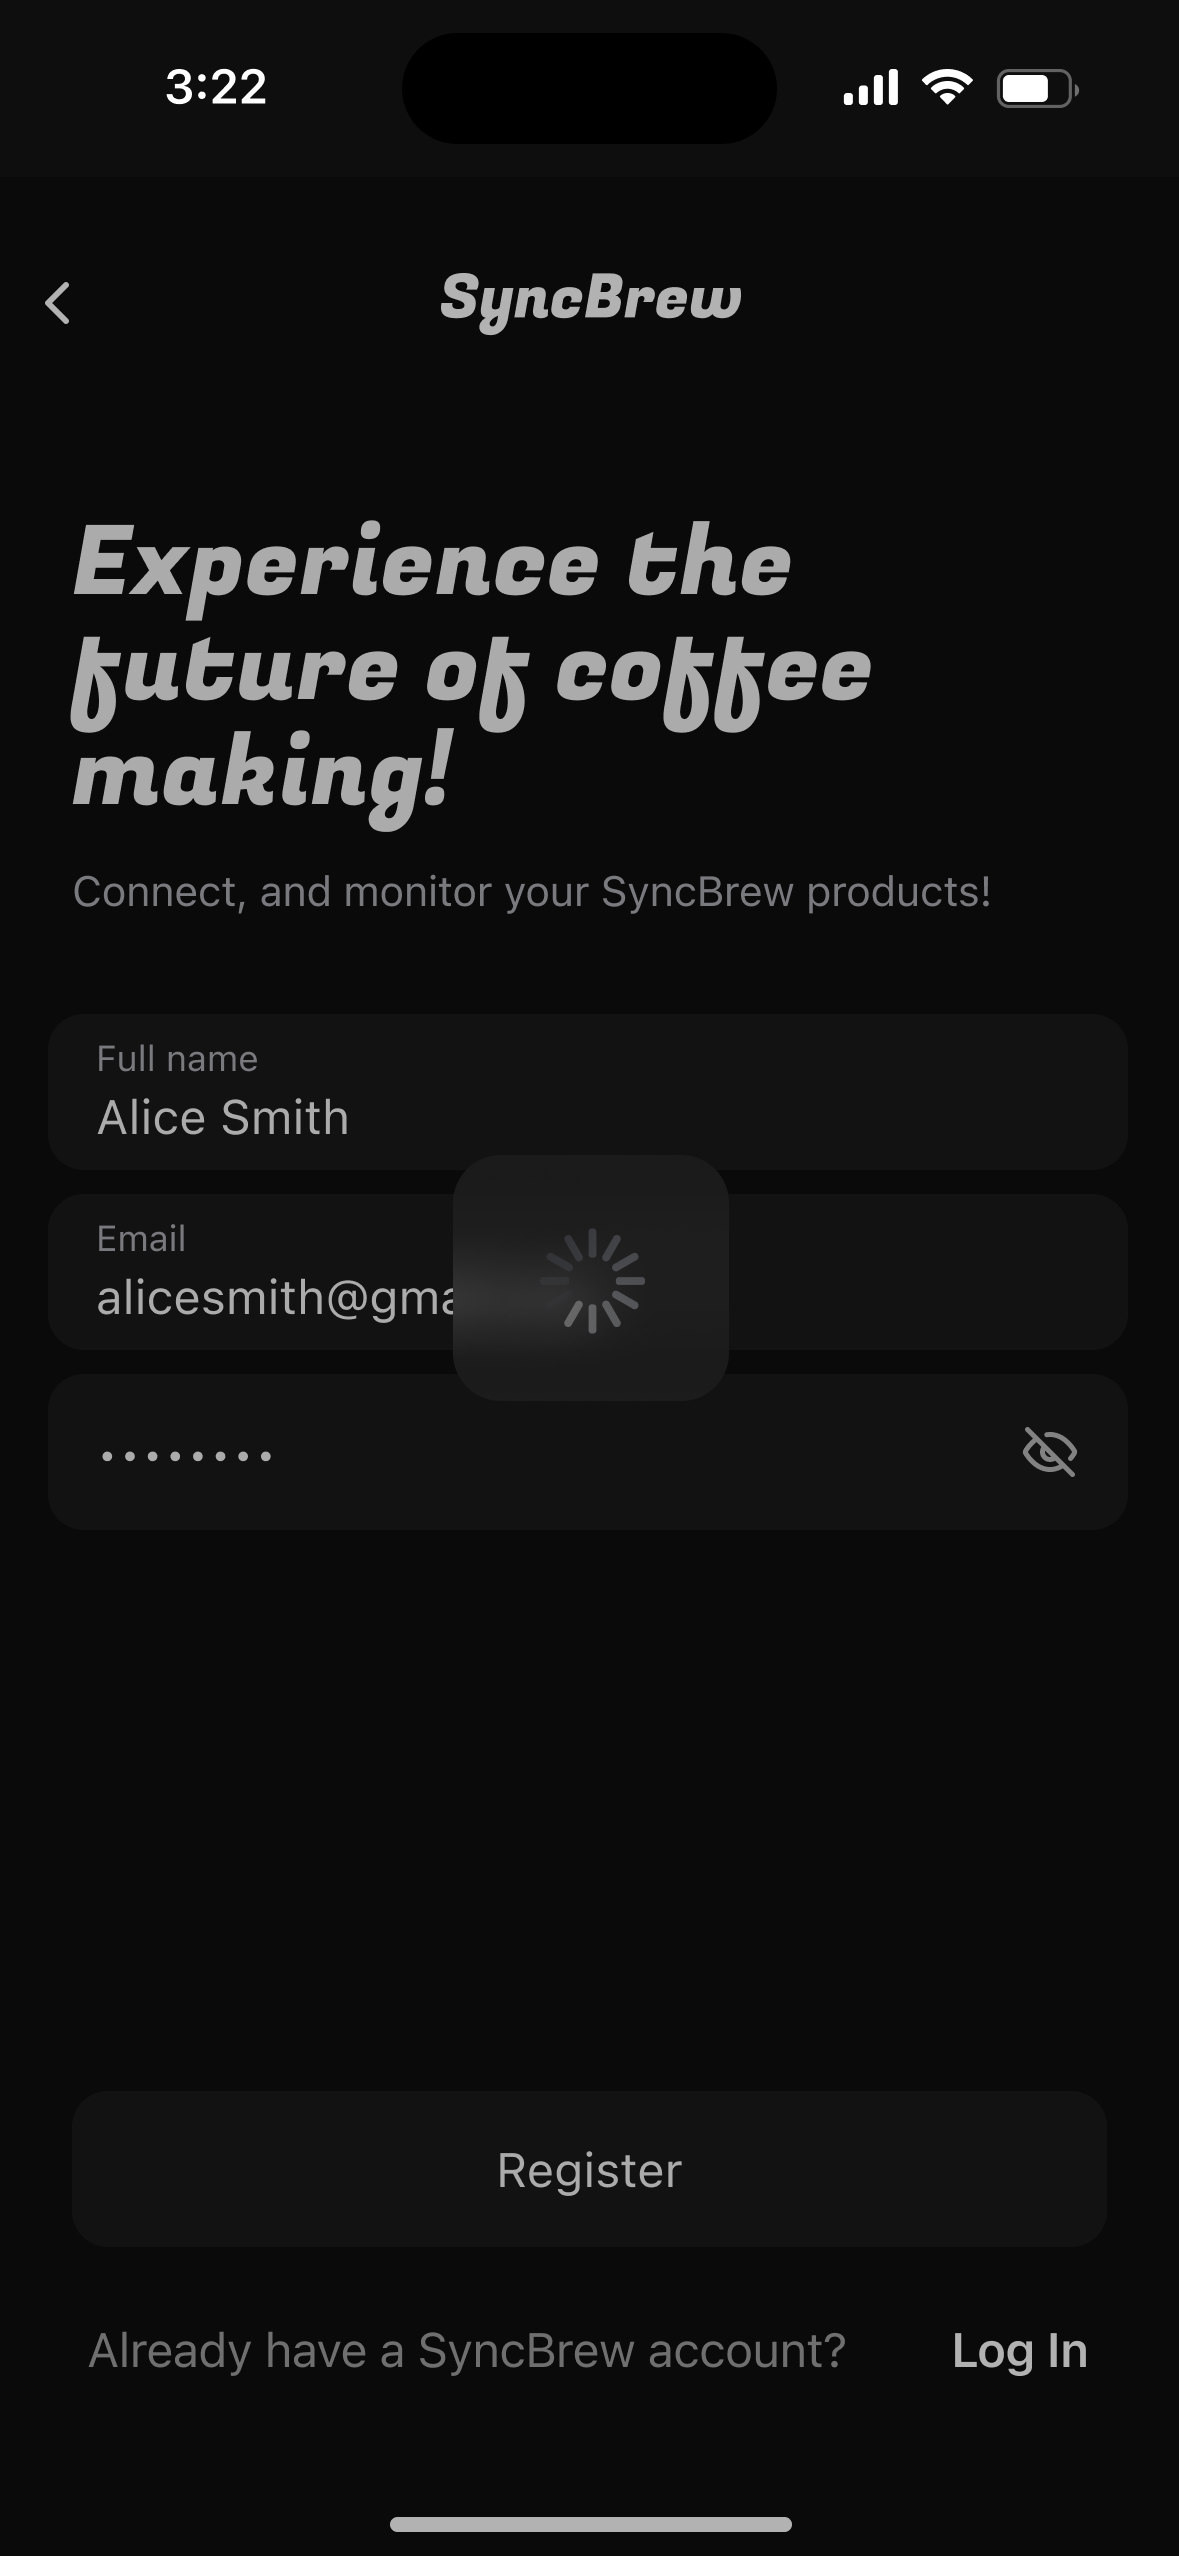 3:22
SyncBrew
Experience the
future of coffee
making!
Connect, and monitor your SyncBrew products!
Full name
Alice Smith
Email
alicesmith@gma
••••••••
Register
Already have a SyncBrew account? Log In